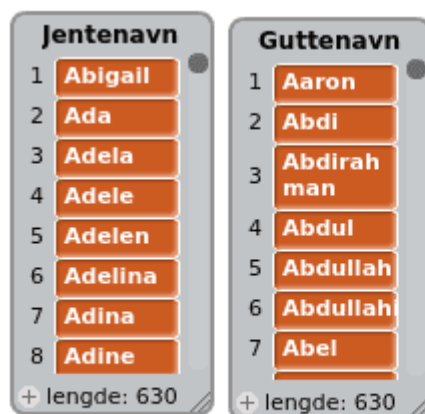 Jentenavn
1 Abigail
2 Ada
3 Adela
4 Adele
5 Adelen
6 Adelina
7 Adina
8 Adine
+ lengde: 630
Guttenavn
1 Aaron
2 Abdi
3 Abdirah
man
4 Abdul
5 Abdullah
6 Abdullahi
7 Abel
+ lengde: 630